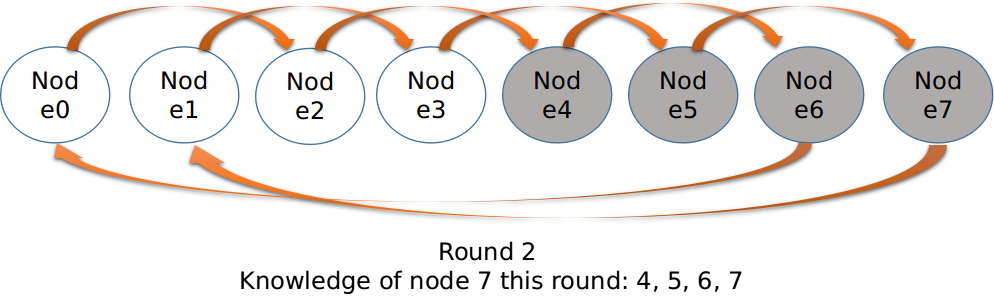 Nod
e0
Nod
e1
Nod
e2
Nod
e3
Nod
e4
Nod
e5
Nod
e6
Nod
e7
Round 2
Knowledge of node 7 this round: 4, 5, 6, 7